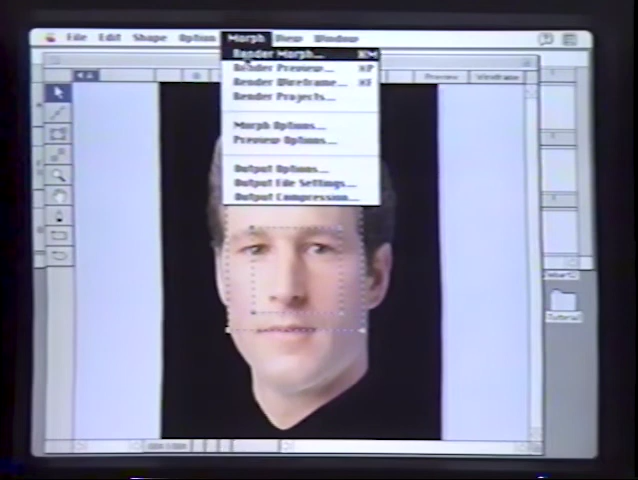 File Edit Shape Option Morph View Window
Render Morph... ⌘M
Render Preview... ⌘P
Render Wireframe... ⌘F
Render Projects...
Morph Options...
Preview Options...
Output Options...
Output File Settings...
Output Compression...
Preview Wireframe
Tutorial